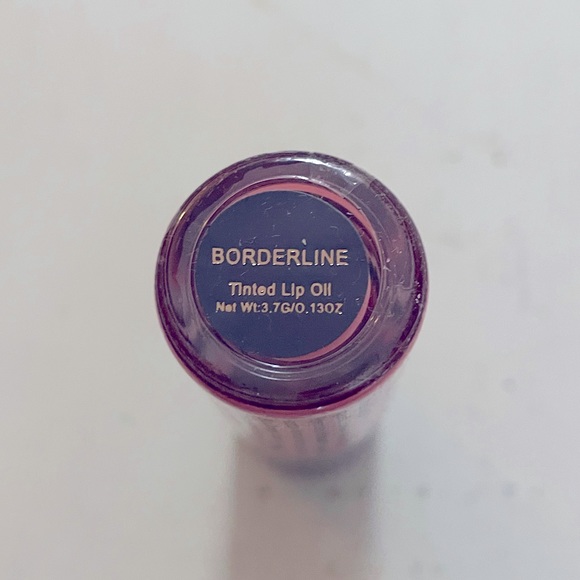 BORDERLINE
Tinted Lip Oil
Net Wt:3.7G/0.13OZ